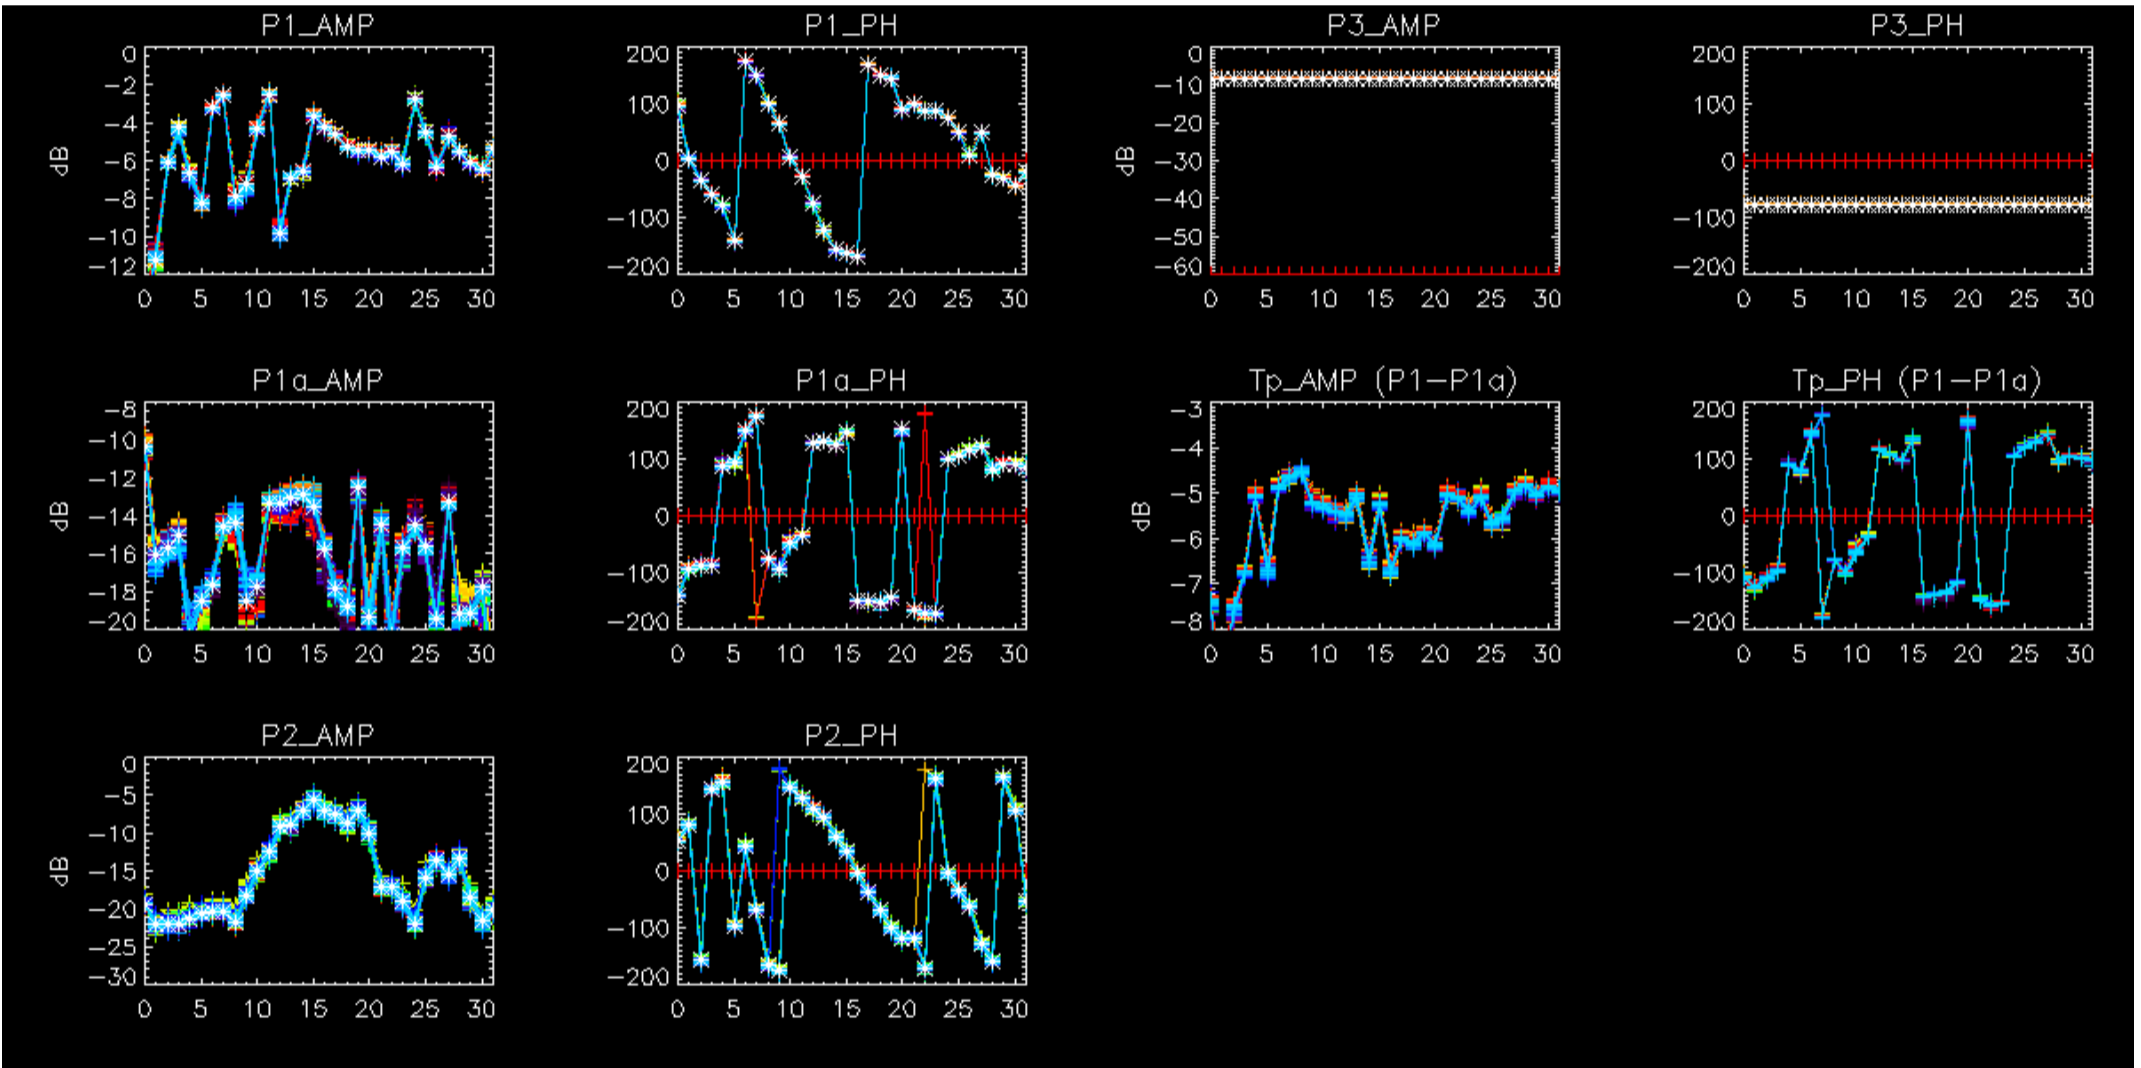 P1_AMP
P1_PH
P3_AMP
P3_PH
0
−2
−4
−6
−8
−10
−12
dB
0 5 10 15 20 25 30
200
100
0
−100
−200
0 5 10 15 20 25 30
0
−10
−20
−30
−40
−50
−60
dB
0 5 10 15 20 25 30
200
100
0
−100
−200
0 5 10 15 20 25 30
P1a_AMP
P1a_PH
Tp_AMP (P1−P1a)
Tp_PH (P1−P1a)
−8
−10
−12
−14
−16
−18
−20
dB
0 5 10 15 20 25 30
200
100
0
−100
−200
0 5 10 15 20 25 30
−3
−4
−5
−6
−7
−8
dB
0 5 10 15 20 25 30
200
100
0
−100
−200
0 5 10 15 20 25 30
P2_AMP
P2_PH
0
−5
−10
−15
−20
−25
−30
dB
0 5 10 15 20 25 30
200
100
0
−100
−200
0 5 10 15 20 25 30